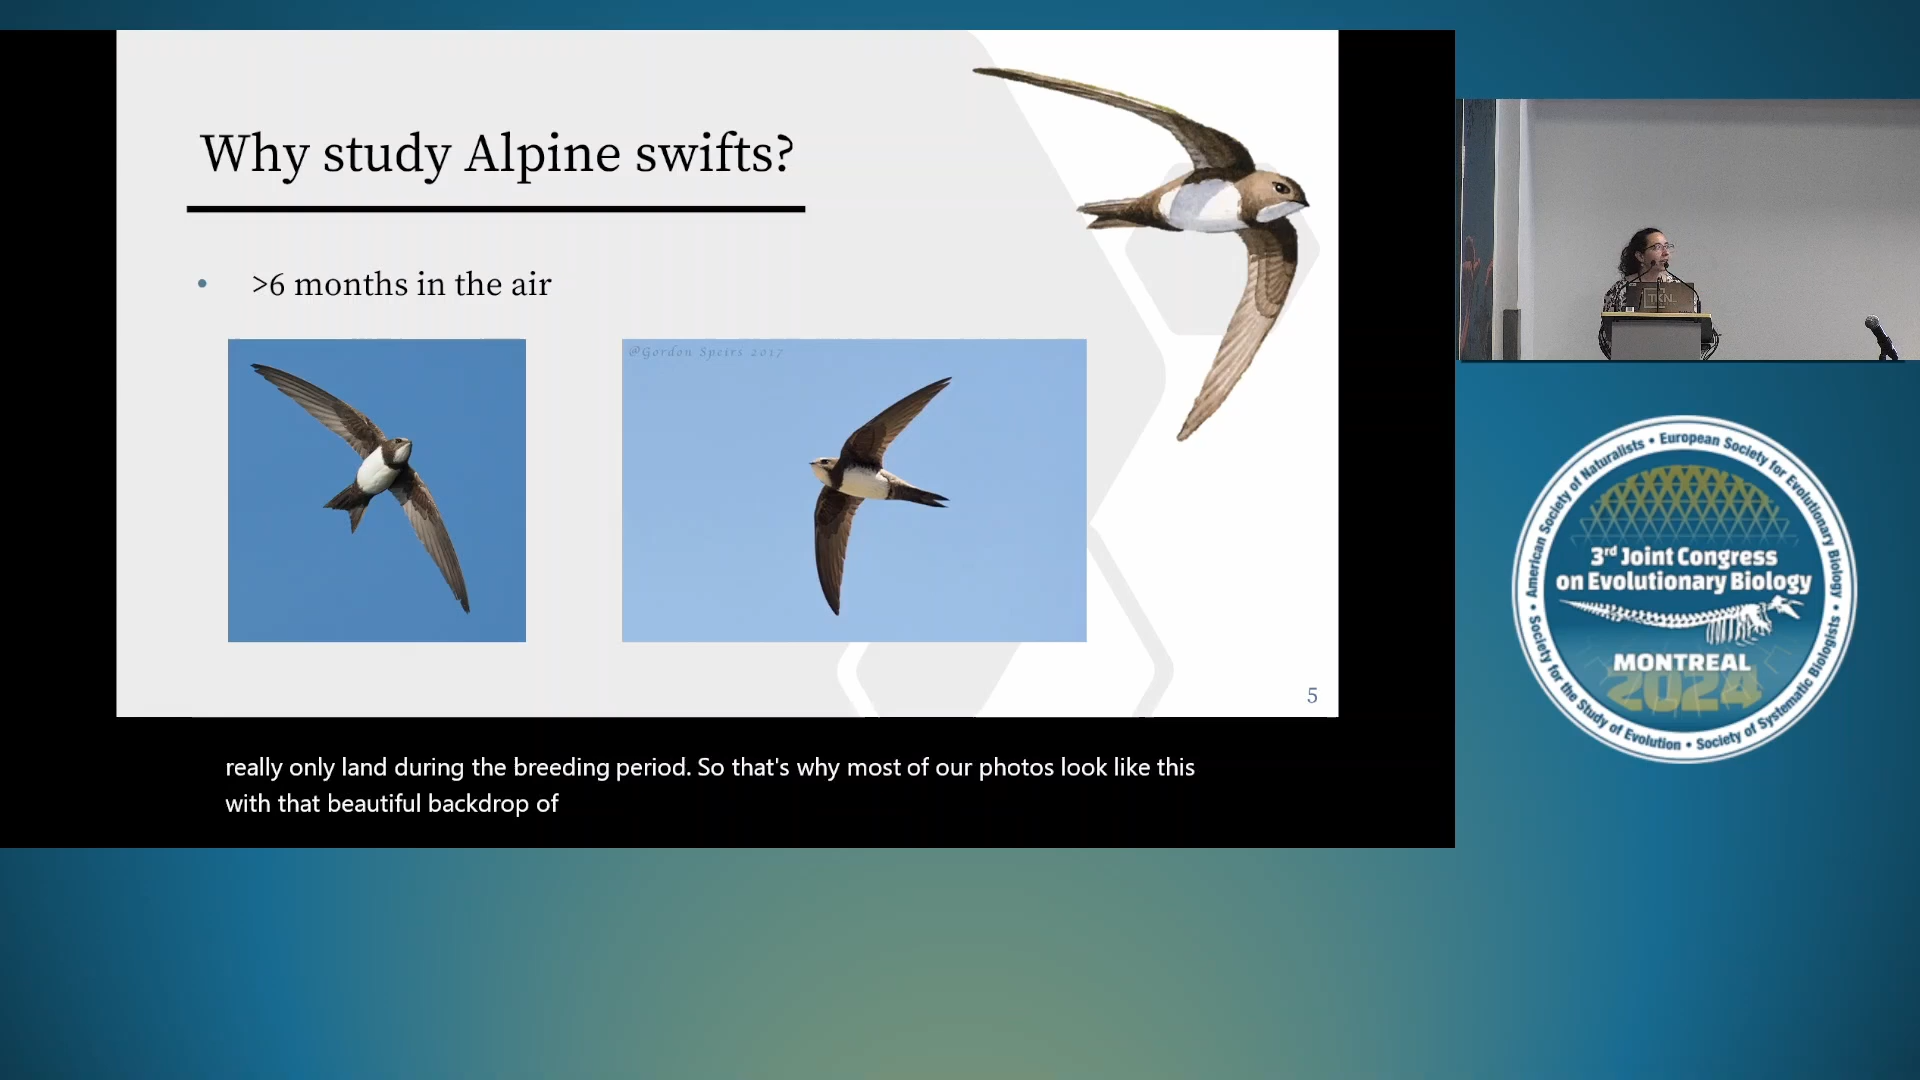 Why study Alpine swifts?
• >6 months in the air
@Gordon Speirs 2017
5
really only land during the breeding period. So that's why most of our photos look like this
with that beautiful backdrop of
American Society of Naturalists • European Society for Evolutionary Biology • Society of Systematic Biologists • Society for the Study of Evolution •
3rd Joint Congress
on Evolutionary Biology
MONTREAL
2024